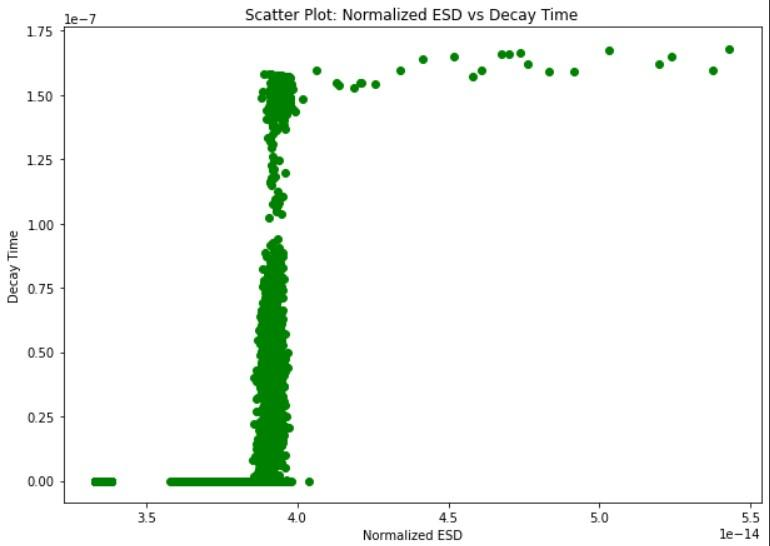 Scatter Plot: Normalized ESD vs Decay Time
1e−7
1.75
1.50
1.25
1.00
0.75
0.50
0.25
0.00
Decay Time
3.5 4.0 4.5 5.0 5.5
1e−14
Normalized ESD